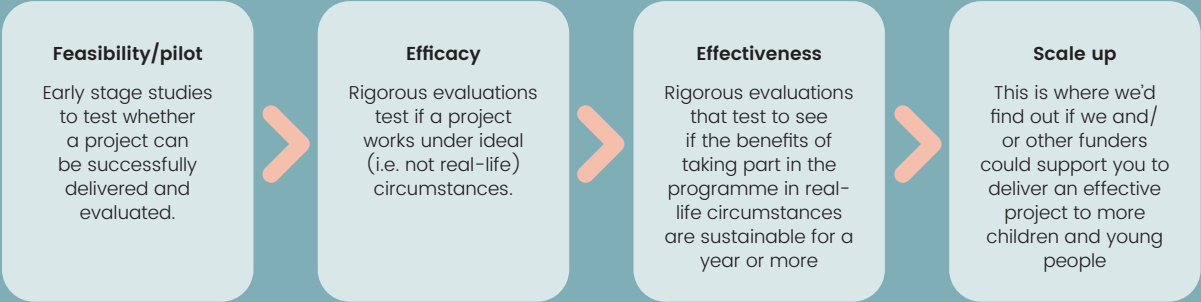 Feasibility/pilot
Early stage studies
to test whether
a project can
be successfully
delivered and
evaluated.
Efficacy
Rigorous evaluations
test if a project
works under ideal
(i.e. not real-life)
circumstances.
Effectiveness
Rigorous evaluations
that test to see
if the benefits of
taking part in the
programme in real-
life circumstances
are sustainable for a
year or more
Scale up
This is where we'd
find out if we and/
or other funders
could support you to
deliver an effective
project to more
children and young
people